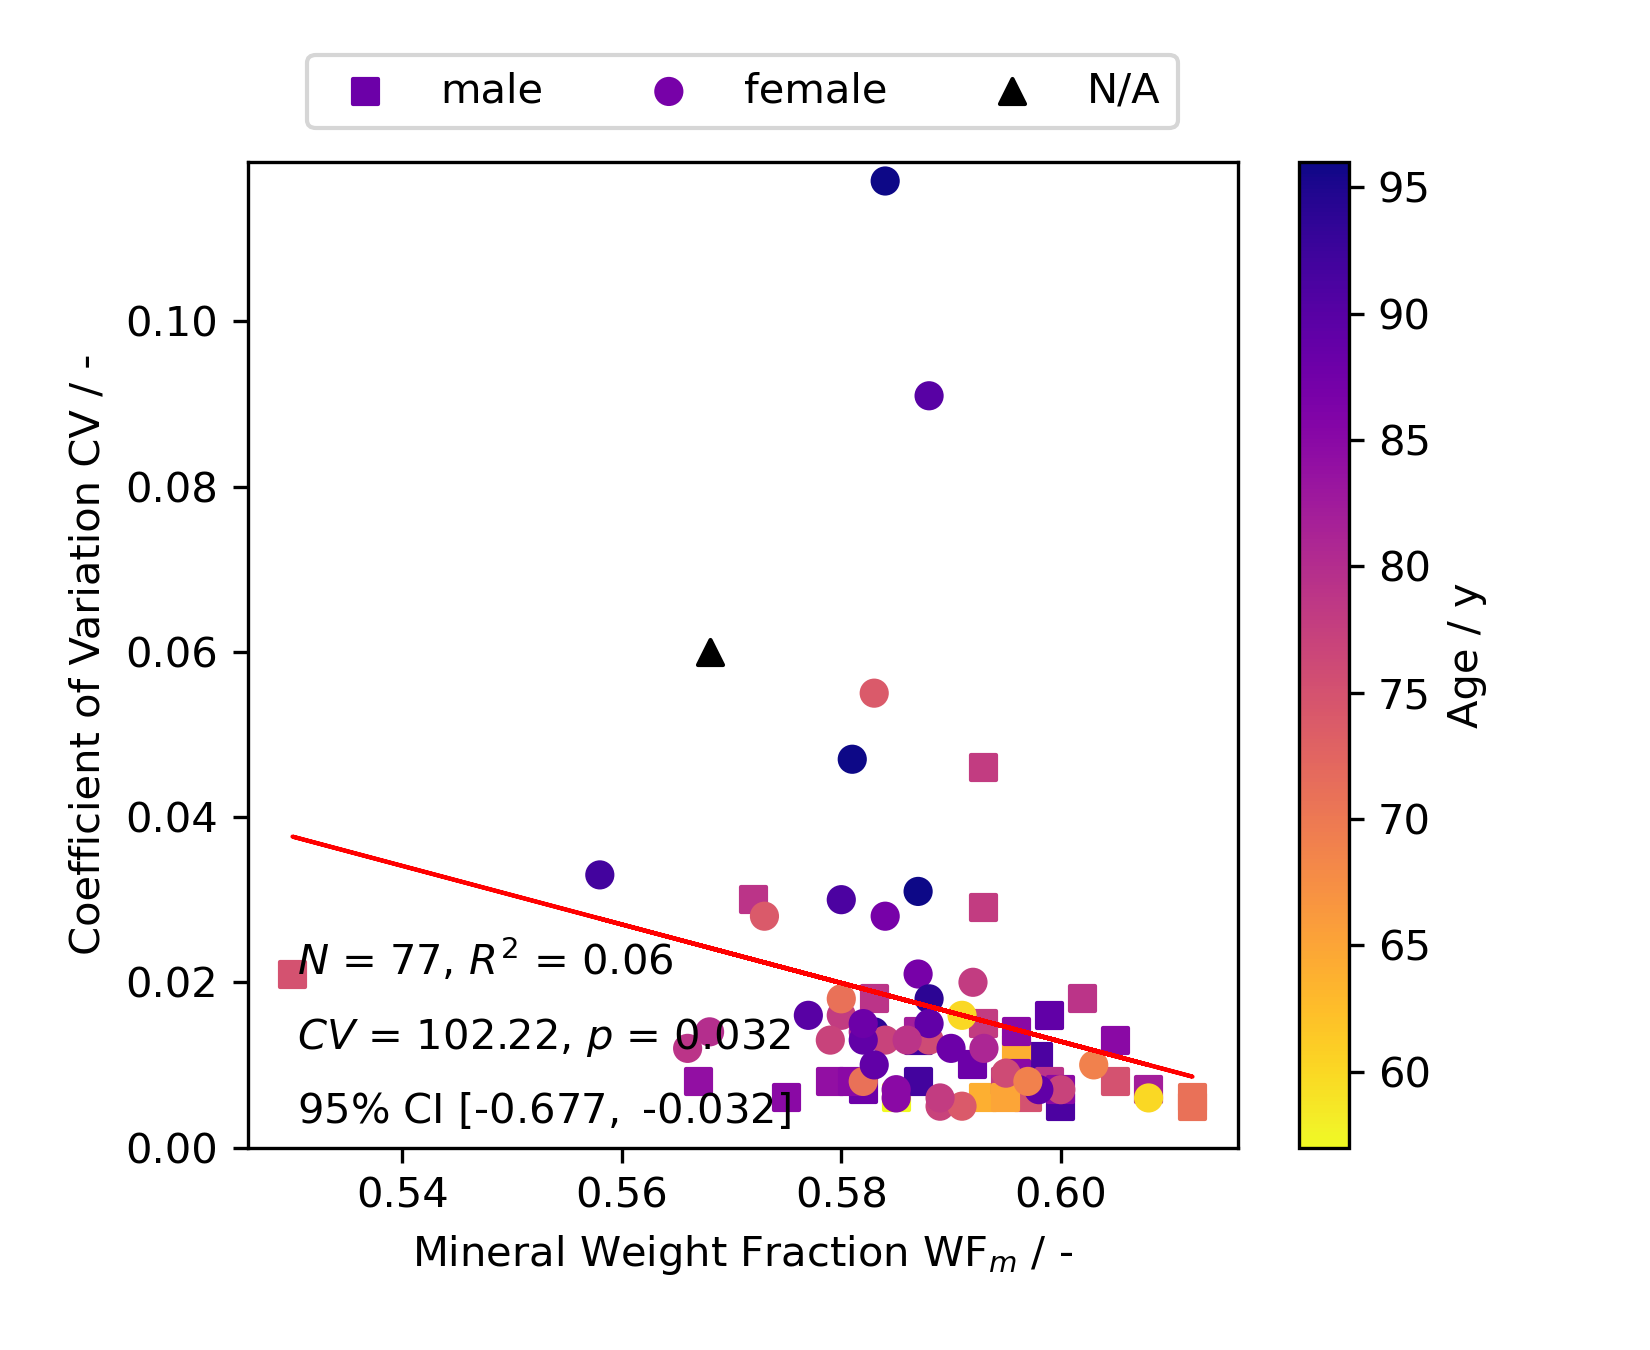 male female N/A
0.10
0.08
0.06
0.04
0.02
0.00
Coefficient of Variation CV / -
N = 77, R² = 0.06
CV = 102.22, p = 0.032
95% CI [-0.677, -0.032]
0.54 0.56 0.58 0.60
Mineral Weight Fraction WFₘ / -
95
90
85
80
75
70
65
60
Age / y